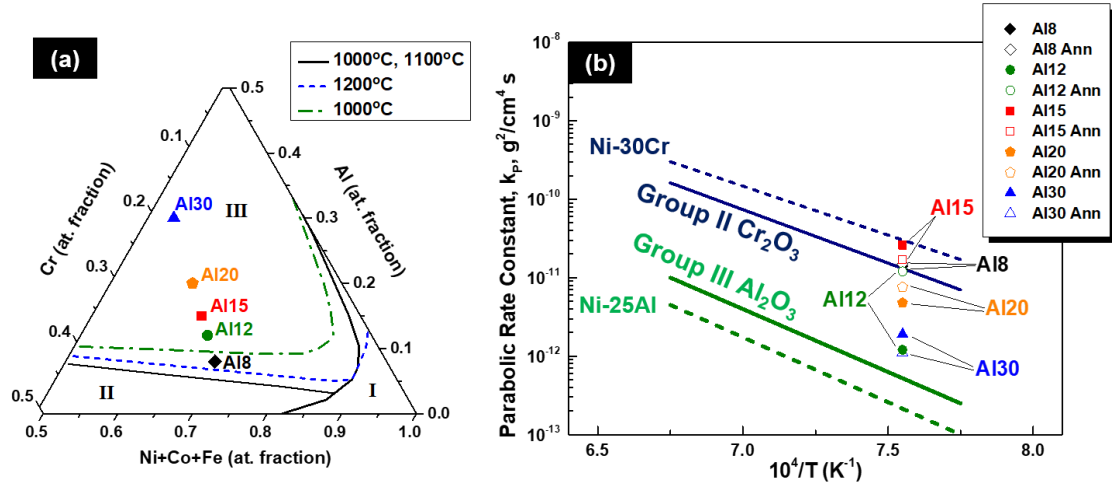 (a)
1000ºC, 1100ºC
1200ºC
1000ºC
0.5
0.4
0.3
0.2
0.1
0.0
Al (at. fraction)
0.1
0.2
0.3
0.4
0.5
Cr (at. fraction)
III
Al30
Al20
Al15
Al12
Al8
II
I
0.5
0.6
0.7
0.8
0.9
1.0
Ni+Co+Fe (at. fraction)
(b)
Parabolic Rate Constant, kP, g²/cm⁴ s
10⁻⁸
10⁻⁹
10⁻¹⁰
10⁻¹¹
10⁻¹²
10⁻¹³
Ni-30Cr
Group II Cr₂O₃
Group III Al₂O₃
Ni-25Al
Al15
Al8
Al12
Al20
Al30
6.5
7.0
7.5
8.0
10⁴/T (K⁻¹)
Al8
Al8 Ann
Al12
Al12 Ann
Al15
Al15 Ann
Al20
Al20 Ann
Al30
Al30 Ann